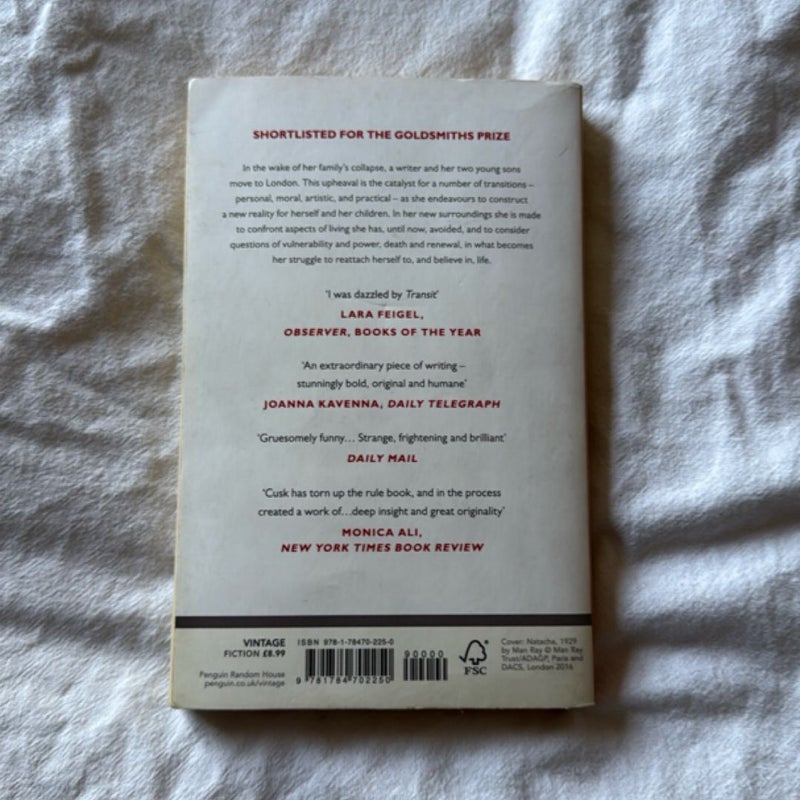 SHORTLISTED FOR THE GOLDSMITHS PRIZE
In the wake of her family's collapse, a writer and her two young sons
move to London. This upheaval is the catalyst for a number of transitions –
personal, moral, artistic, and practical – as she endeavours to construct
a new reality for herself and her children. In her new surroundings she is made
to confront aspects of living she has, until now, avoided, and to consider
questions of vulnerability and power, death and renewal, in what becomes
her struggle to reattach herself to, and believe in, life.
'I was dazzled by Transit'
LARA FEIGEL,
OBSERVER, BOOKS OF THE YEAR
'An extraordinary piece of writing –
stunningly bold, original and humane'
JOANNA KAVENNA, DAILY TELEGRAPH
'Gruesomely funny… Strange, frightening and brilliant'
DAILY MAIL
'Cusk has torn up the rule book, and in the process
created a work of…deep insight and great originality'
MONICA ALI,
NEW YORK TIMES BOOK REVIEW
VINTAGE
FICTION £8.99
Penguin Random House
penguin.co.uk/vintage
ISBN 978-1-78470-225-0
90000
9 781784 702250
FSC
Cover: Natacha, 1929
by Man Ray © Man Ray
Trust/ADAGP, Paris and
DACS, London 2016